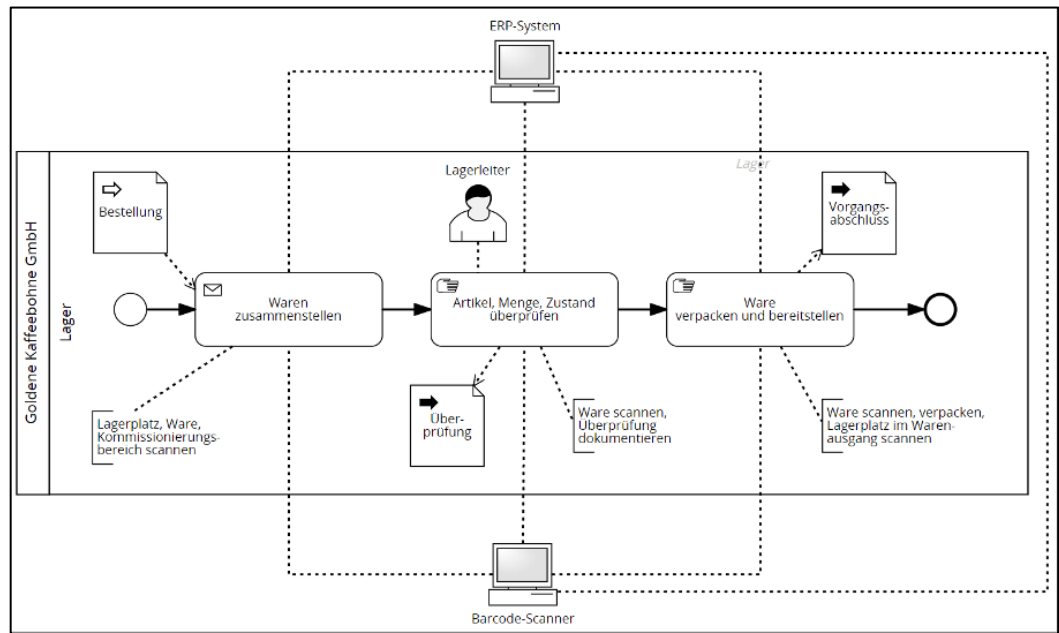 ERP-System
Goldene Kaffeebohne GmbH
Lager
Lager
Bestellung
Lagerleiter
Vorgangs-
abschluss
Waren
zusammenstellen
Artikel, Menge, Zustand
überprüfen
Ware
verpacken und bereitstellen
Lagerplatz, Ware,
Kommissionierungs-
bereich scannen
Über-
prüfung
Ware scannen,
Überprüfung
dokumentieren
Ware scannen, verpacken,
Lagerplatz im Waren-
ausgang scannen
Barcode-Scanner